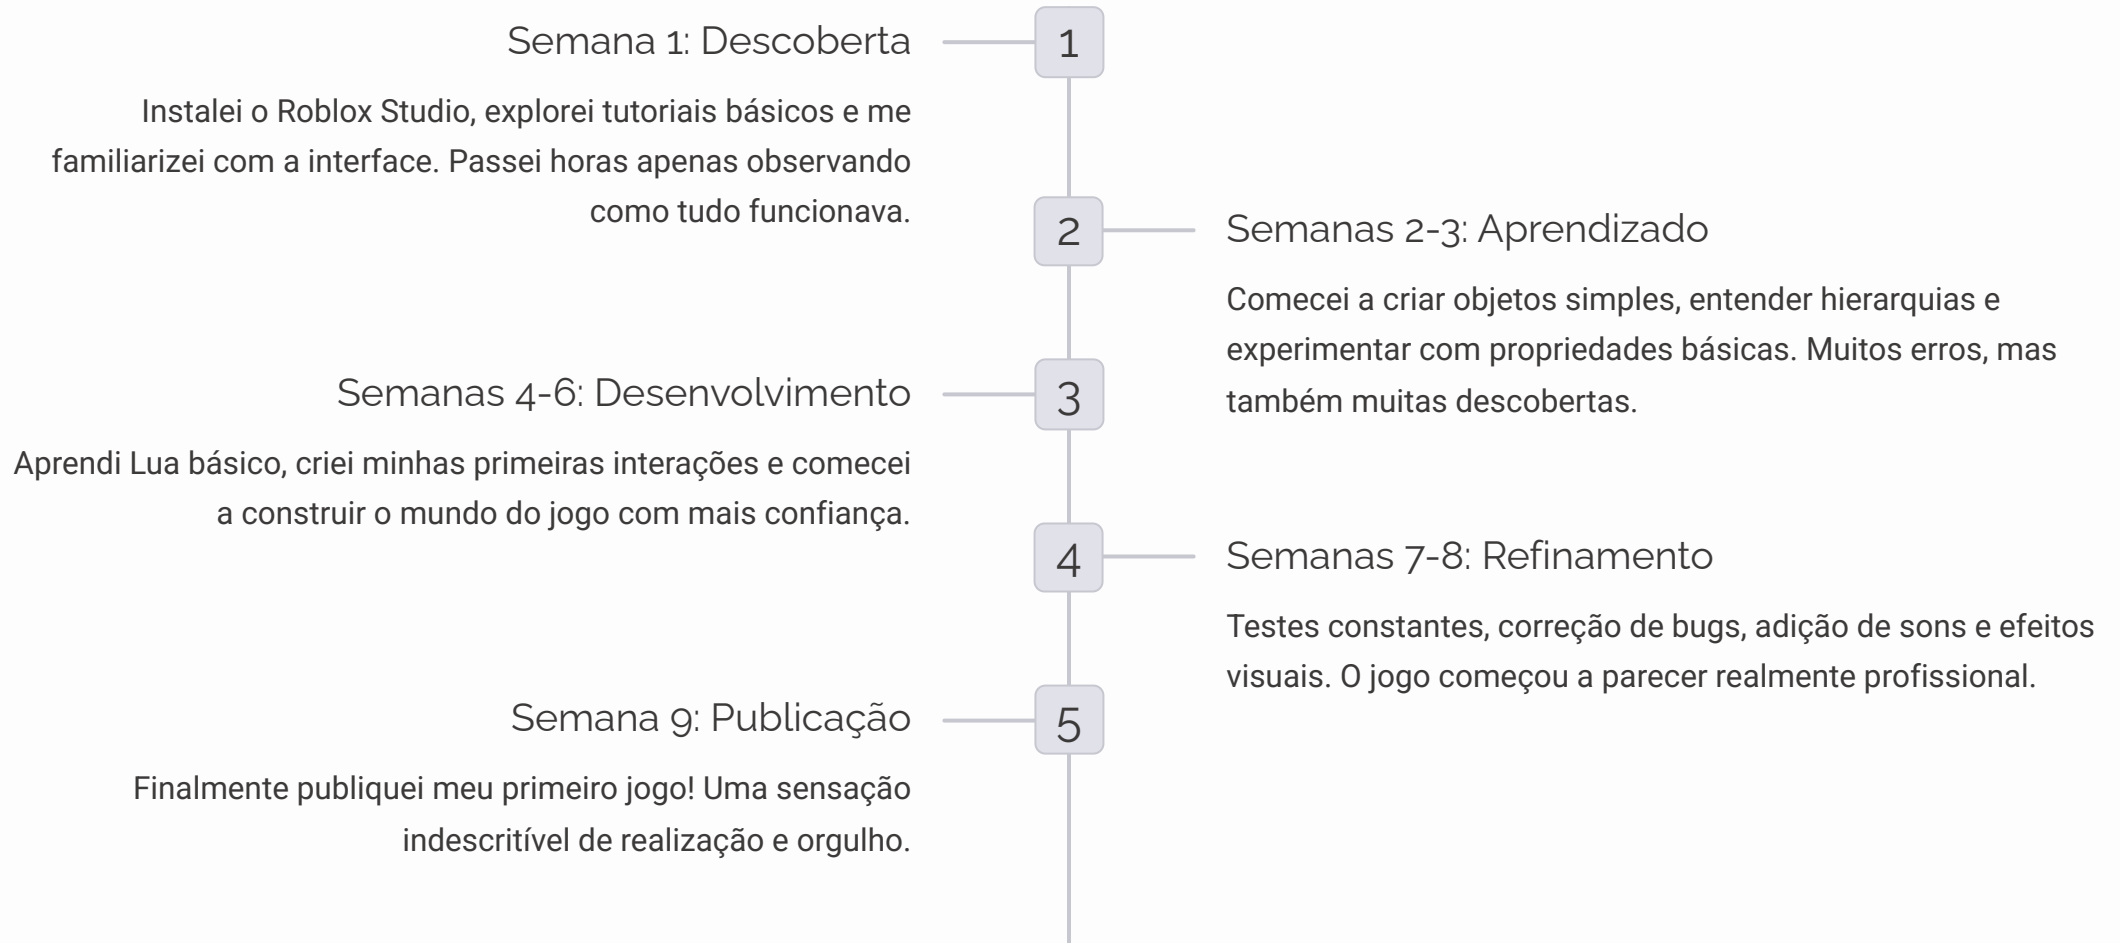 Semana 1: Descoberta
1
Instalei o Roblox Studio, explorei tutoriais básicos e me
familiarizei com a interface. Passei horas apenas observando
como tudo funcionava.
2
Semanas 2-3: Aprendizado
Comecei a criar objetos simples, entender hierarquias e
experimentar com propriedades básicas. Muitos erros, mas
também muitas descobertas.
Semanas 4-6: Desenvolvimento
3
Aprendi Lua básico, criei minhas primeiras interações e comecei
a construir o mundo do jogo com mais confiança.
4
Semanas 7-8: Refinamento
Testes constantes, correção de bugs, adição de sons e efeitos
visuais. O jogo começou a parecer realmente profissional.
Semana 9: Publicação
5
Finalmente publiquei meu primeiro jogo! Uma sensação
indescritível de realização e orgulho.